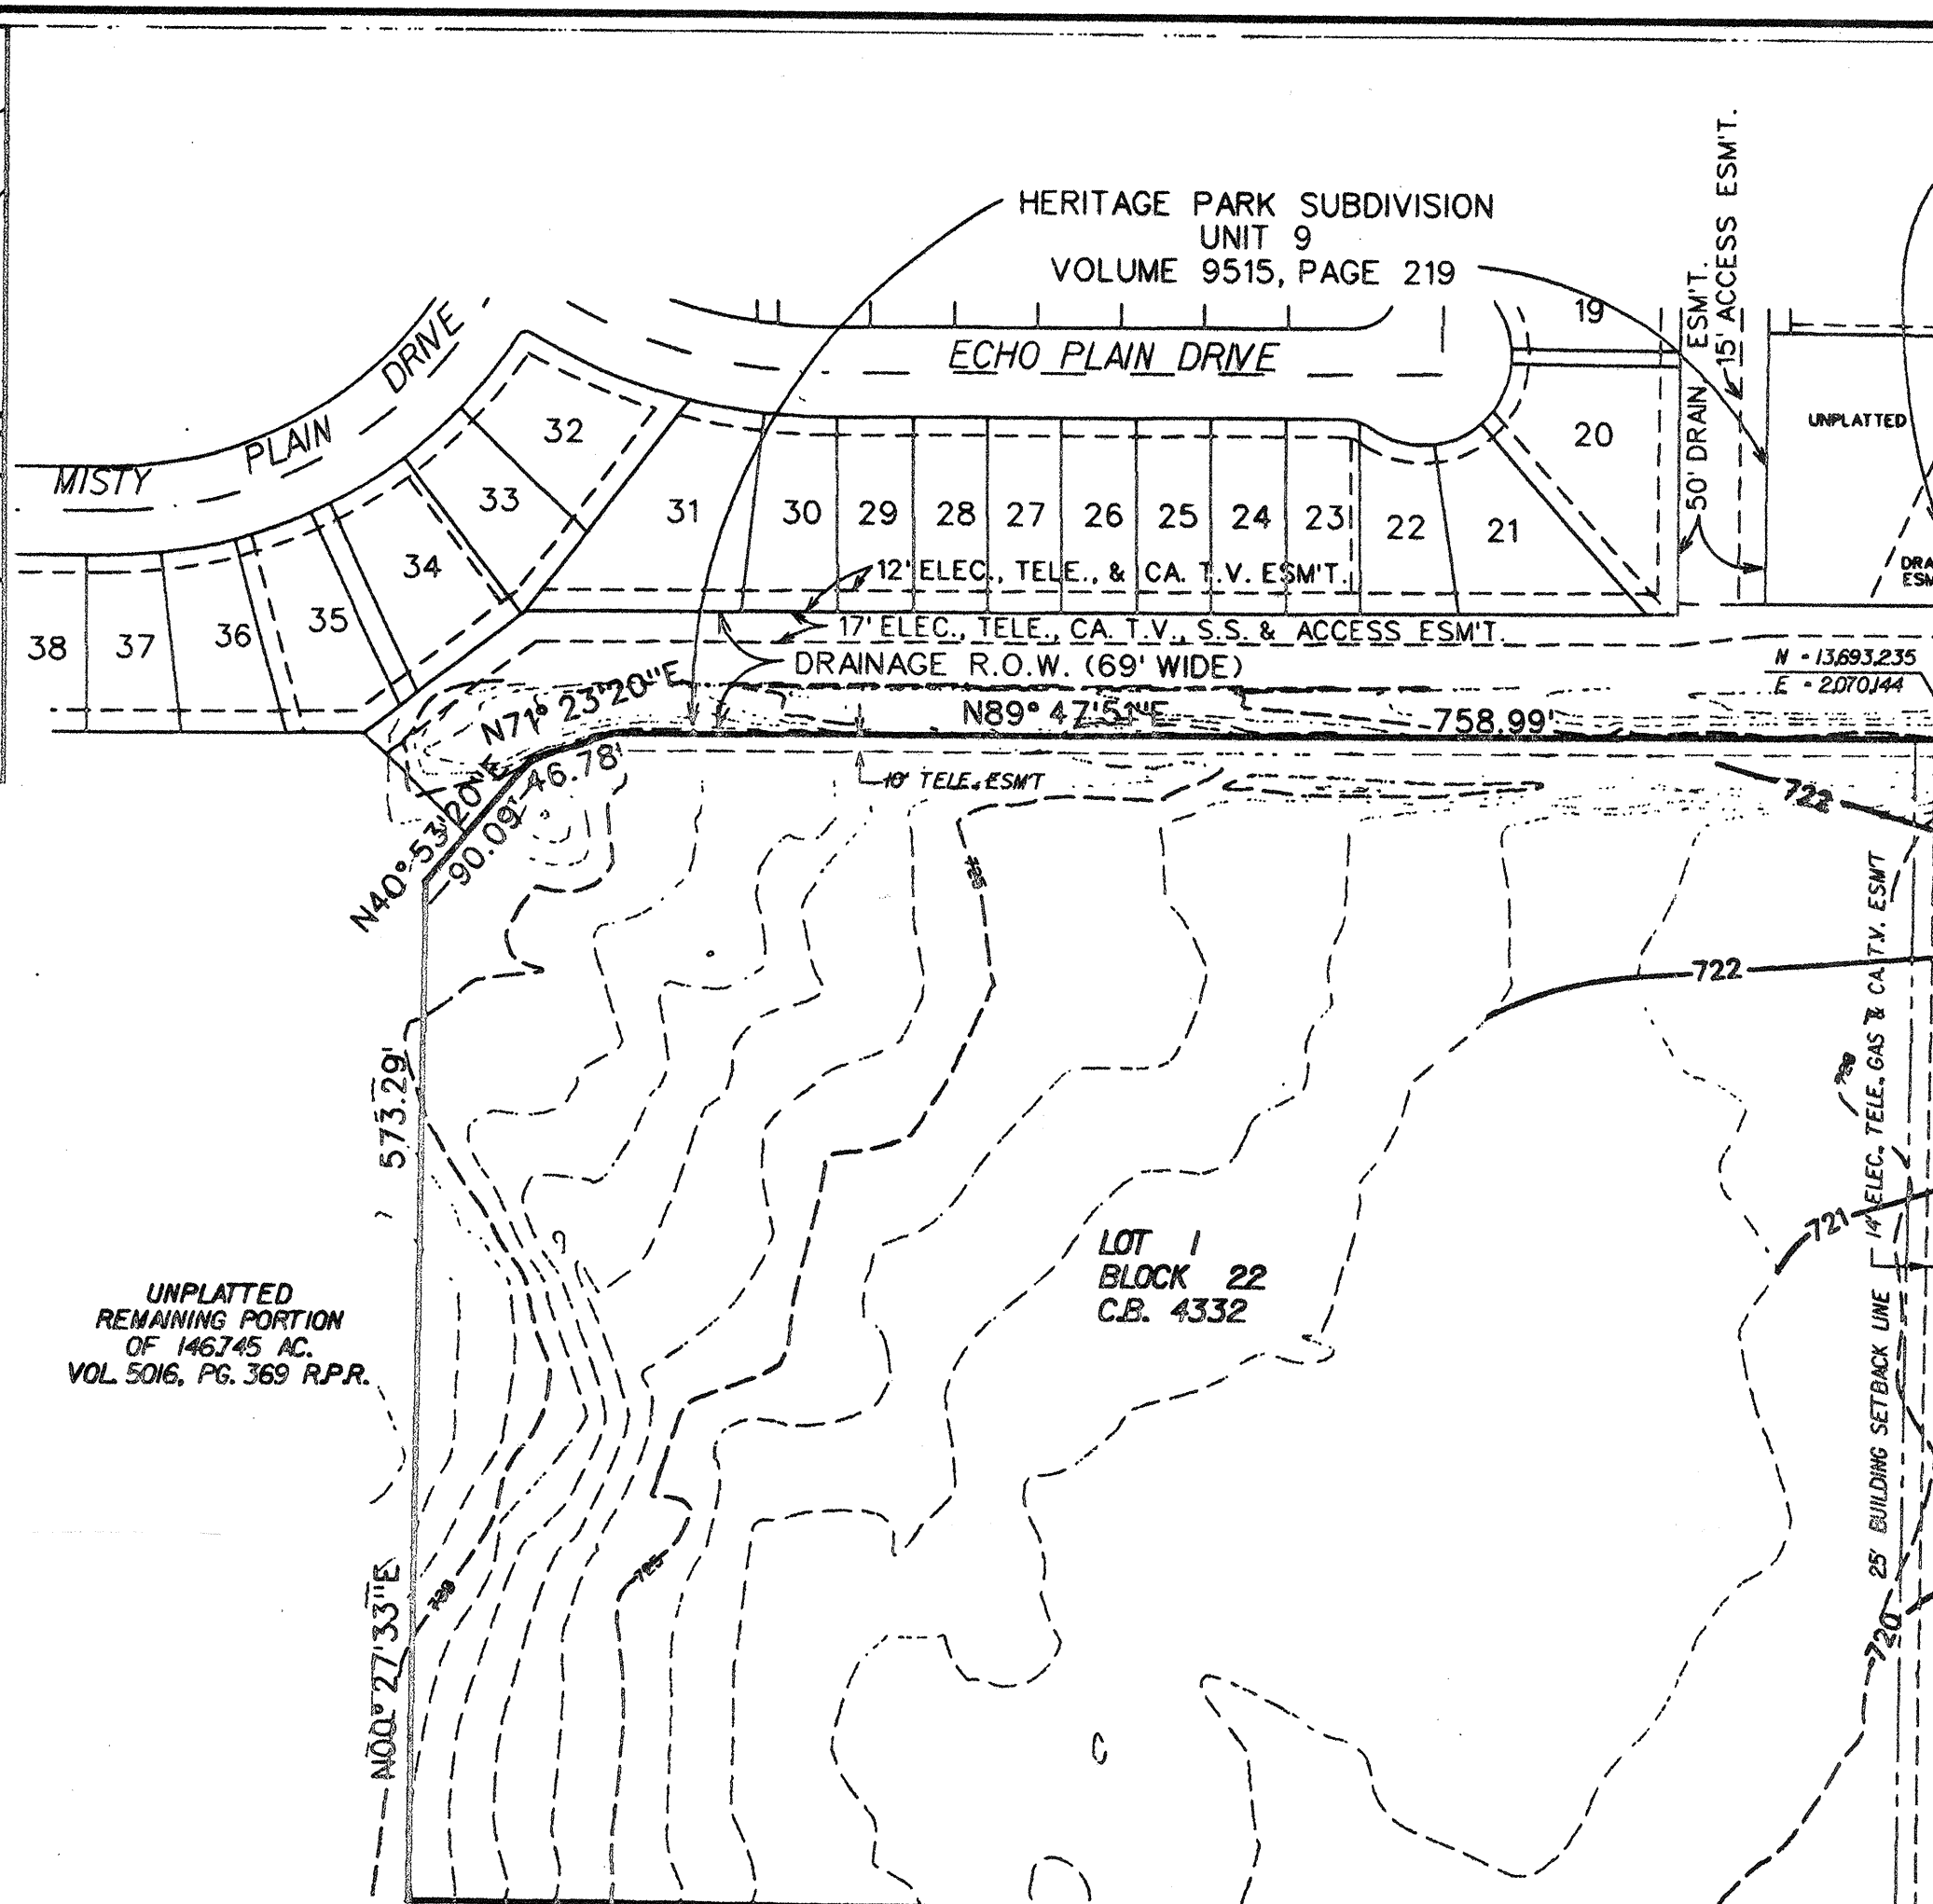 HERITAGE PARK SUBDIVISION
UNIT 9
VOLUME 9515, PAGE 219
50' DRAIN. ESM'T.
15' ACCESS ESM'T.
MISTY PLAIN DRIVE
ECHO PLAIN DRIVE
19
20
UNPLATTED
32
33
34
35
36
37
38
31
30
29
28
27
26
25
24
23
22
21
12' ELEC., TELE., & CA. T.V. ESM'T.
17' ELEC., TELE., CA. T.V., S.S. & ACCESS ESM'T.
DRAINAGE R.O.W. (69' WIDE)
N = 13,693,235
E = 2,070,144
N71° 23'20"E
46.78'
N89° 47'51"E
758.99'
10' TELE. ESM'T
N40° 53'20"E
90.09'
722
725
722
573.29'
14' ELEC., TELE., GAS & CA. T.V. ESMT
721
LOT 1
BLOCK 22
C.B. 4332
UNPLATTED
REMAINING PORTION
OF 146.745 AC.
VOL. 5016, PG. 369 R.P.R.
25' BUILDING SETBACK LINE
725
730
N00° 27'33"E
720